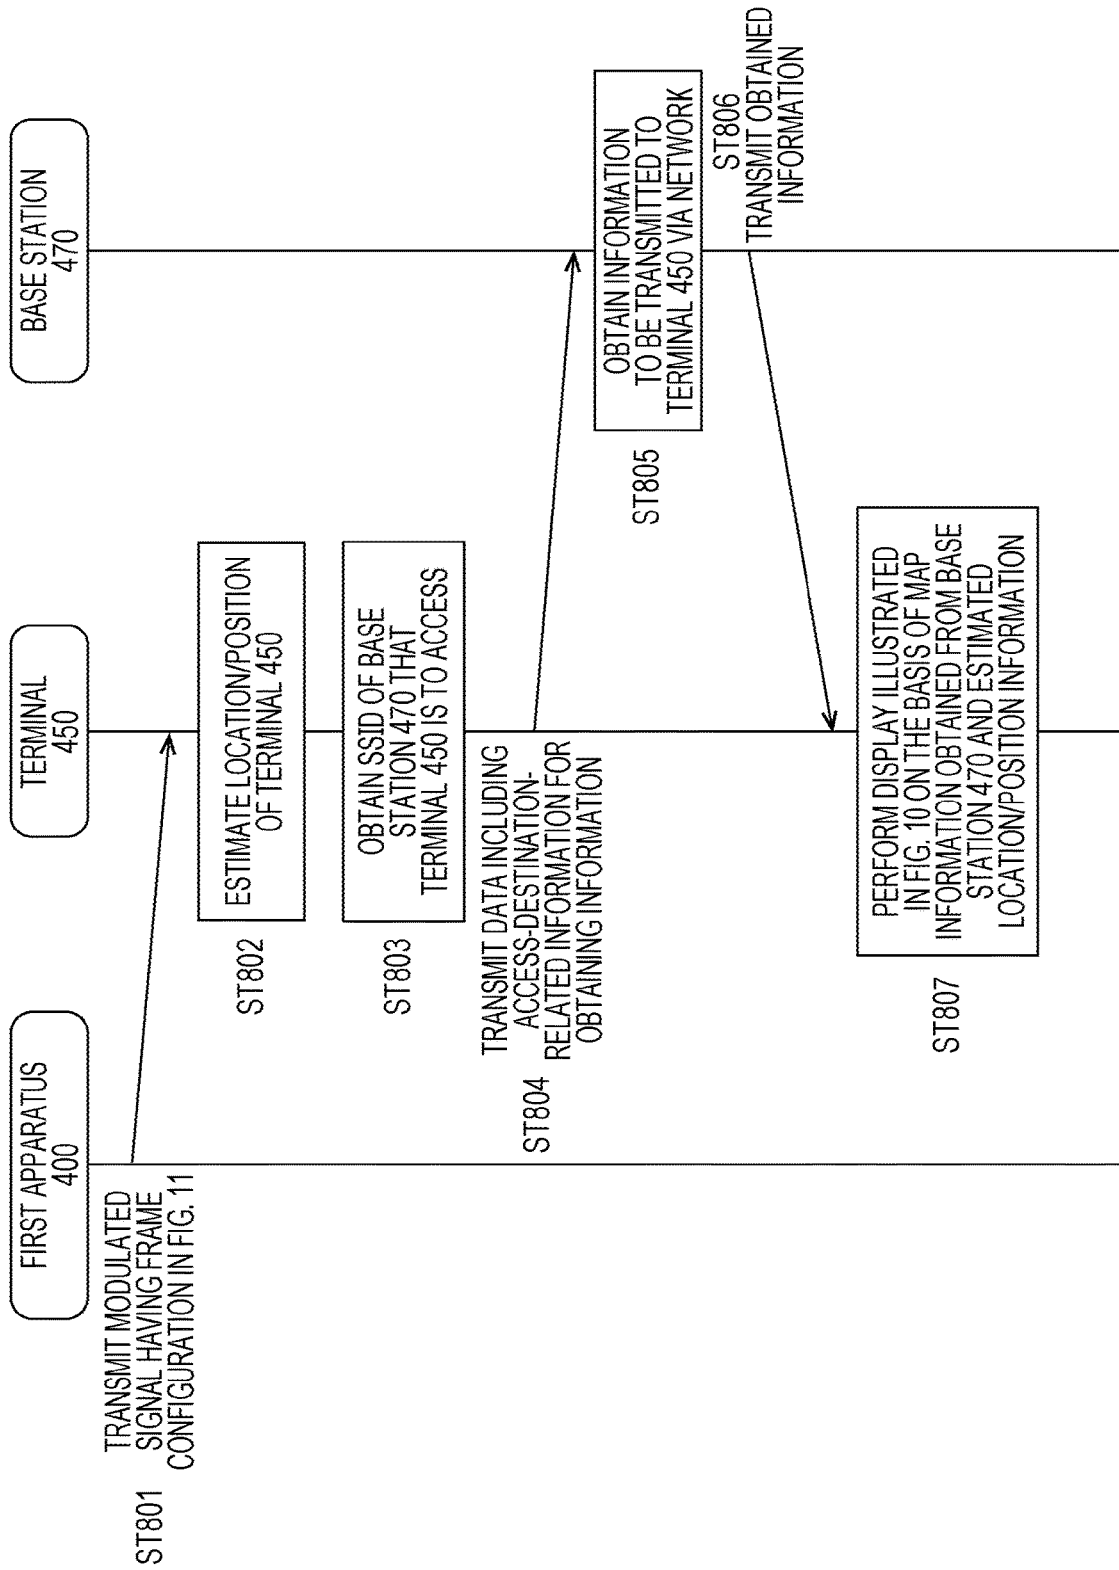 FIRST APPARATUS
400
TERMINAL
450
BASE STATION
470
ST801
TRANSMIT MODULATED
SIGNAL HAVING FRAME
CONFIGURATION IN FIG. 11
ST802
ESTIMATE LOCATION/POSITION
OF TERMINAL 450
ST803
OBTAIN SSID OF BASE
STATION 470 THAT
TERMINAL 450 IS TO ACCESS
ST804
TRANSMIT DATA INCLUDING
ACCESS-DESTINATION-
RELATED INFORMATION FOR
OBTAINING INFORMATION
ST805
OBTAIN INFORMATION
TO BE TRANSMITTED TO
TERMINAL 450 VIA NETWORK
ST806
TRANSMIT OBTAINED
INFORMATION
ST807
PERFORM DISPLAY ILLUSTRATED
IN FIG. 10 ON THE BASIS OF MAP
INFORMATION OBTAINED FROM BASE
STATION 470 AND ESTIMATED
LOCATION/POSITION INFORMATION